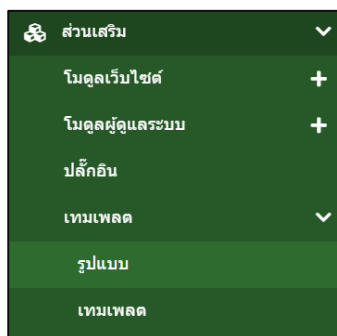 ส่วนเสริม
โมดูลเว็บไซต์
โมดูลผู้ดูแลระบบ
ปลั๊กอิน
เทมเพลต
รูปแบบ
เทมเพลต